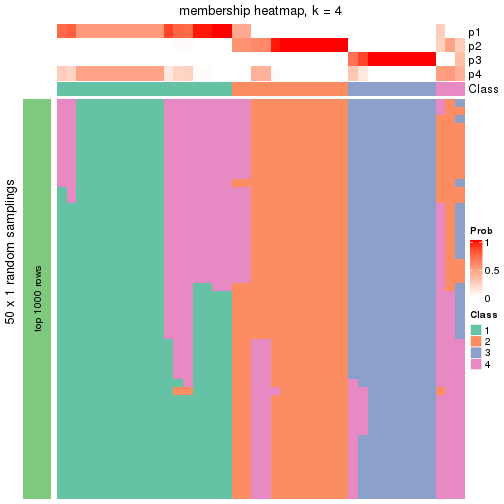 membership heatmap, k = 4
p1
p2
p3
p4
Class
50 x 1 random samplings
top 1000 rows
Prob
1
0.5
0
Class
1
2
3
4